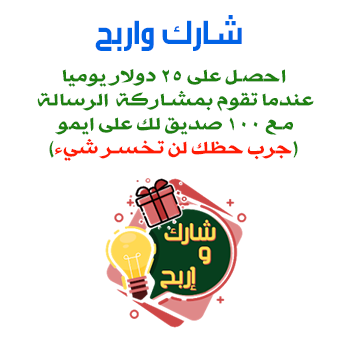 شارك واربح
احصل على ٢٥ دولار يوميا
عندما تقوم بمشاركة الرسالة
مع ١٠٠ صديق لك على ايمو
(جرب حظك لن تخسر شيء)
شارك
و
إربح